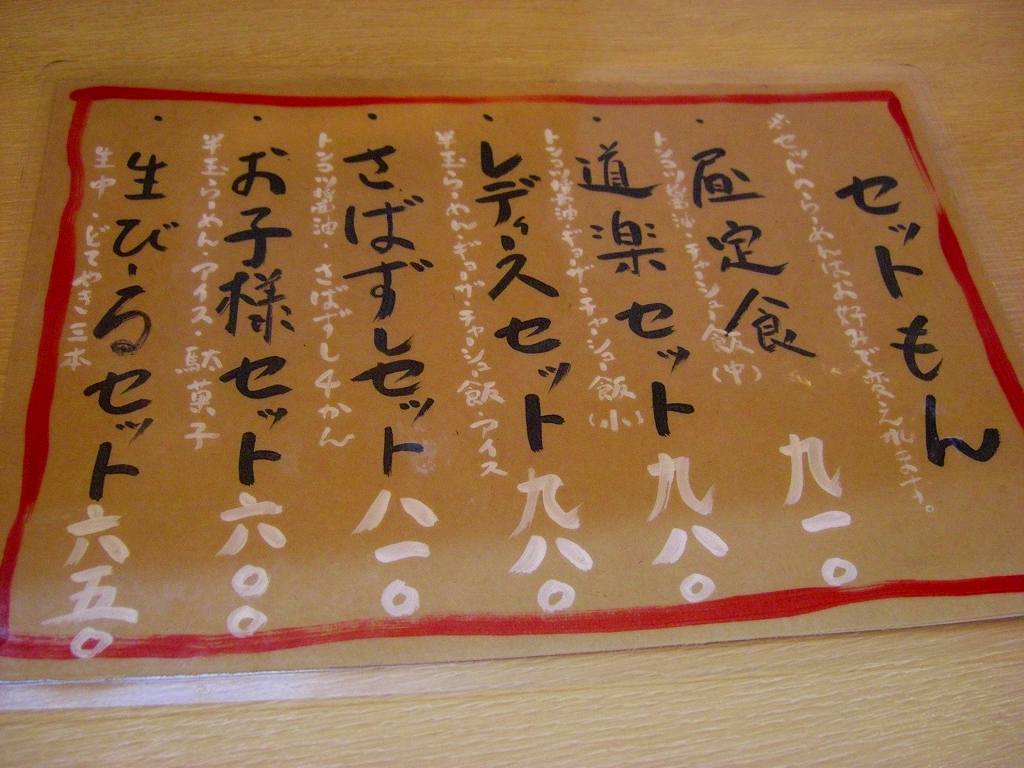 セットもん
※セットのらーめんはお好みで変えれます。
・昼定食 九一〇
トンコツ醤油・チャーシュー飯(中)
・道楽セット 九八〇
トンコツ醤油・ギョーザ・チャーシュー飯(小)
・レディースセット 九八〇
半玉らーめん・ギョーザ・チャーシュー飯・アイス
・さばずしセット 八一〇
トンコツ醤油・さばずし4かん
・お子様セット 六〇〇
半玉らーめん・アイス・駄菓子
・生びーるセット 六五〇
生中・どてやき三本